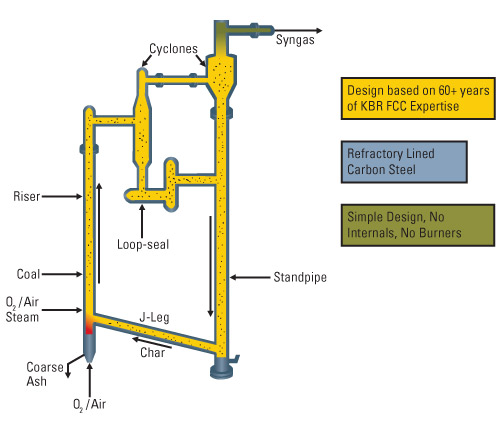 Cyclones
Syngas
Design based on 60+ years
of KBR FCC Expertise
Refractory Lined
Carbon Steel
Simple Design, No
Internals, No Burners
Riser
Loop-seal
Coal
Standpipe
O₂/Air
Steam
J-Leg
Char
Coarse
Ash
O₂/Air